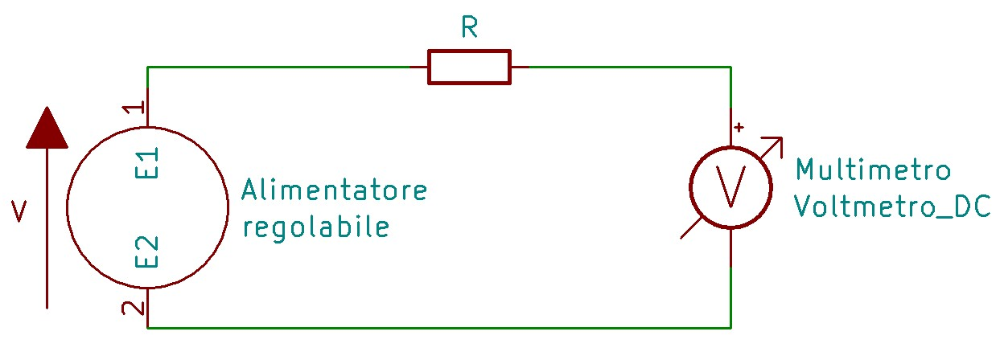 R
1
+
E1
V
Alimentatore
regolabile
V
Multimetro
Voltmetro_DC
E2
2